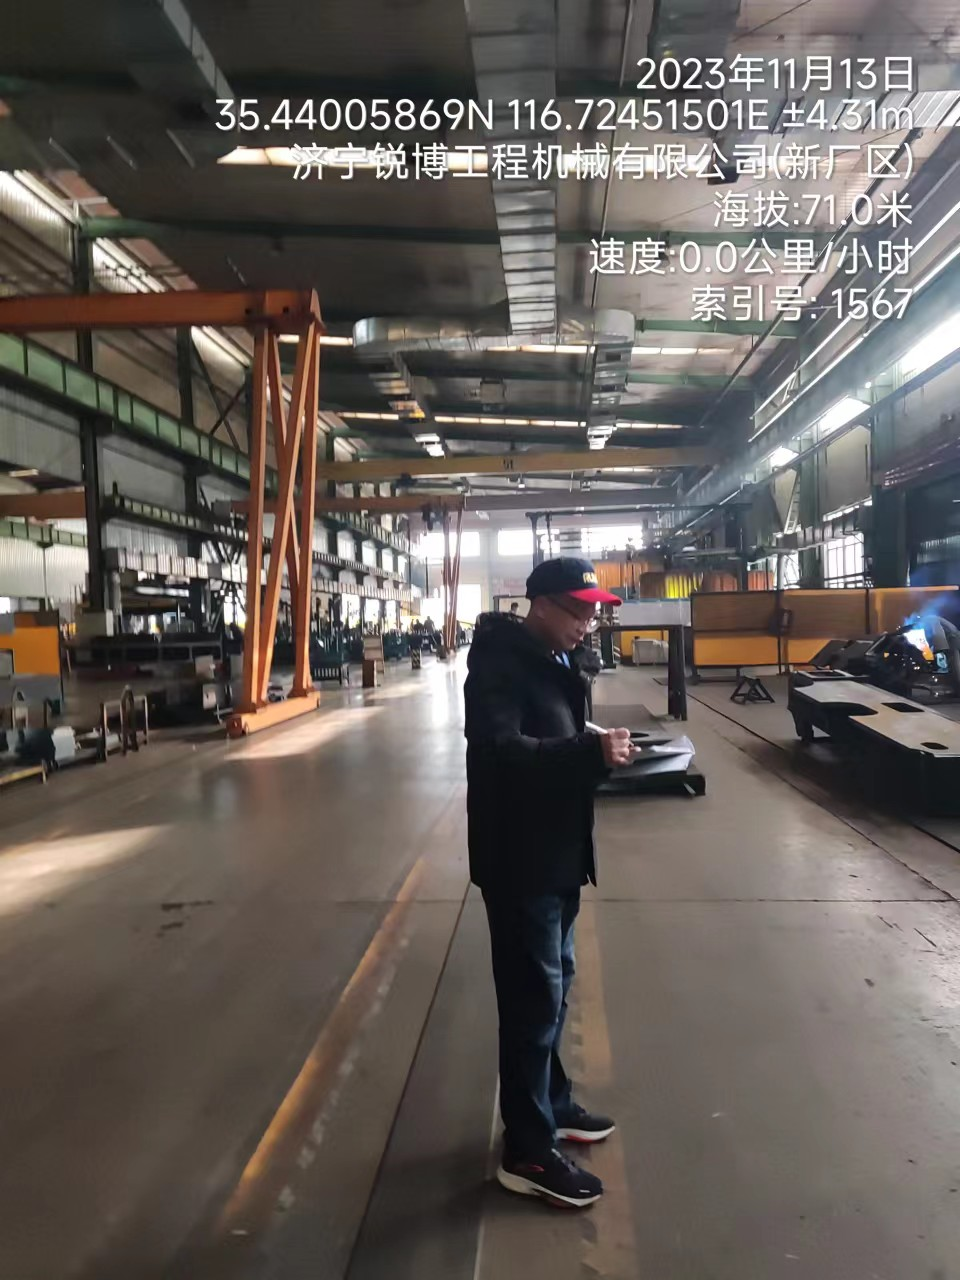 2023年11月13日
35.44005869N 116.72451501E ±4.31m
济宁锐博工程机械有限公司(新厂区)
海拔:71.0米
速度:0.0公里/小时
索引号: 1567